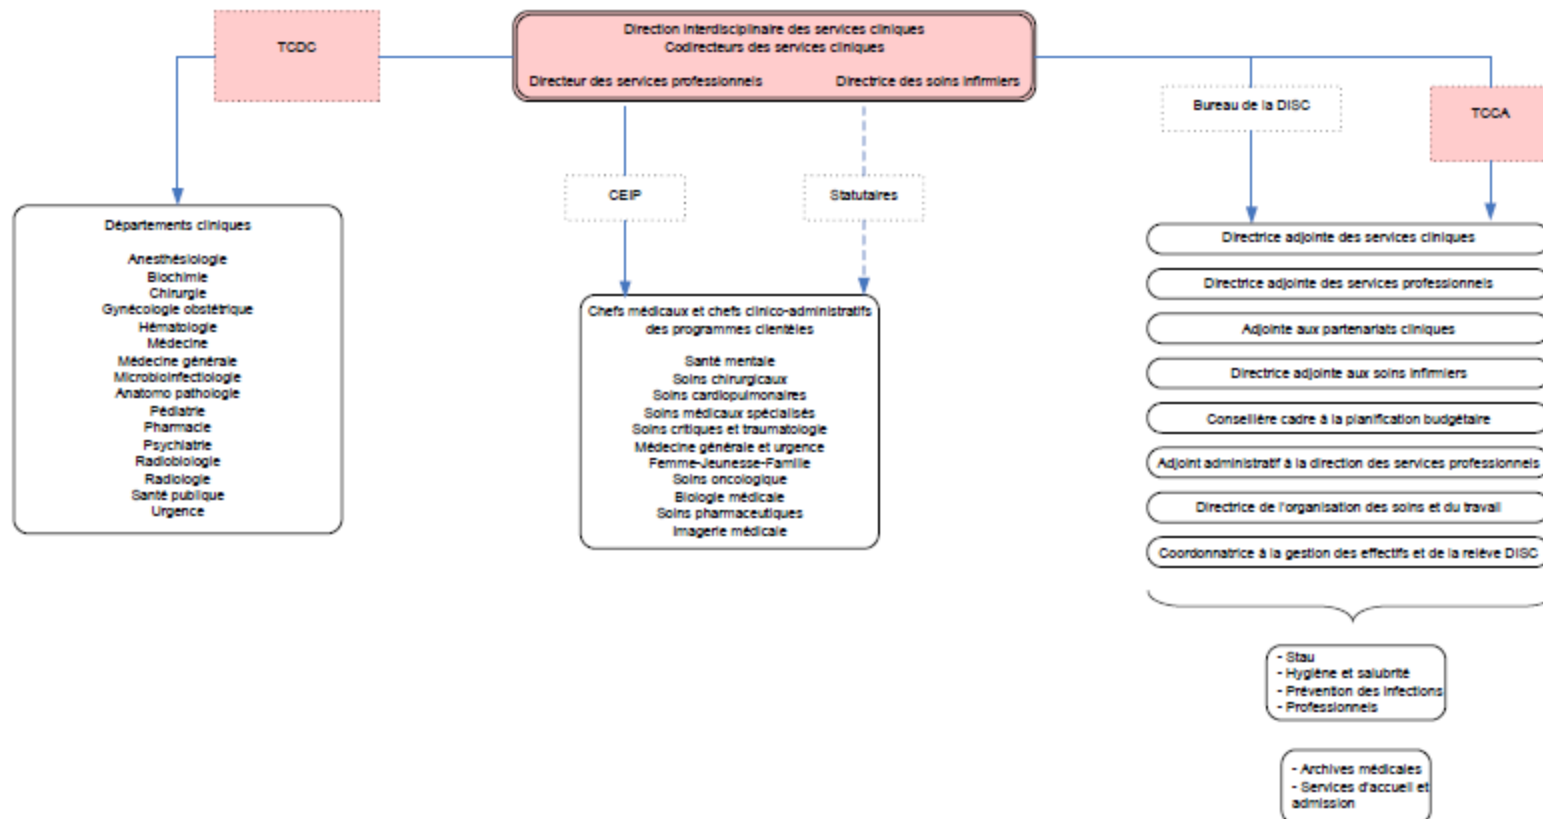 TCDC
Direction interdisciplinaire des services cliniques
Codirecteurs des services cliniques
Directeur des services professionnels
Directrice des soins infirmiers
Bureau de la DISC
TCCA
CEIP
Statutaires
Départements cliniques
Anesthésiologie
Biochimie
Chirurgie
Gynécologie obstétrique
Hématologie
Médecine
Médecine générale
Microbioinfectiologie
Anatomo pathologie
Pédiatrie
Pharmacie
Psychiatrie
Radiobiologie
Radiologie
Santé publique
Urgence
Chefs médicaux et chefs clinico-administratifs
des programmes clientèles
Santé mentale
Soins chirurgicaux
Soins cardiopulmonaires
Soins médicaux spécialisés
Soins critiques et traumatologie
Médecine générale et urgence
Femme-Jeunesse-Famille
Soins oncologique
Biologie médicale
Soins pharmaceutiques
Imagerie médicale
Directrice adjointe des services cliniques
Directrice adjointe des services professionnels
Adjointe aux partenariats cliniques
Directrice adjointe aux soins infirmiers
Conseillère cadre à la planification budgétaire
Adjoint administratif à la direction des services professionnels
Directrice de l'organisation des soins et du travail
Coordonnatrice à la gestion des effectifs et de la relève DISC
- Stau
- Hygiène et salubrité
- Prévention des infections
- Professionnels
- Archives médicales
- Services d'accueil et
admission